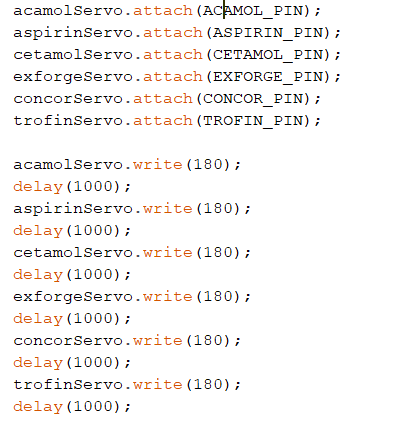 acamolServo.attach(ACAMOL_PIN);
aspirinServo.attach(ASPIRIN_PIN);
cetamolServo.attach(CETAMOL_PIN);
exforgeServo.attach(EXFORGE_PIN);
concorServo.attach(CONCOR_PIN);
trofinServo.attach(TROFIN_PIN);
acamolServo.write(180);
delay(1000);
aspirinServo.write(180);
delay(1000);
cetamolServo.write(180);
delay(1000);
exforgeServo.write(180);
delay(1000);
concorServo.write(180);
delay(1000);
trofinServo.write(180);
delay(1000);